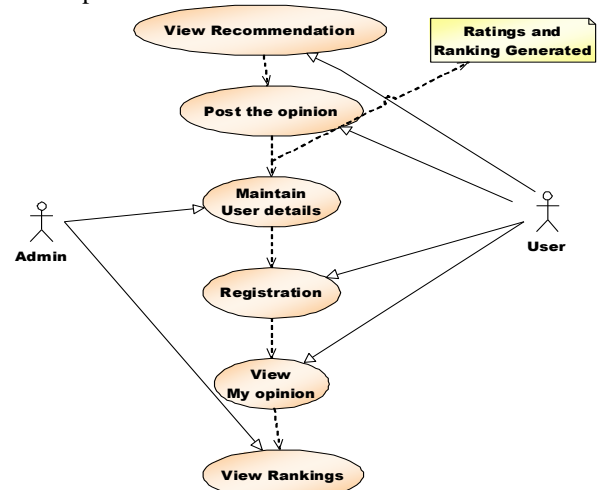 View Recommendation
Ratings and
Ranking Generated
Post the opinion
Maintain
User details
Admin
User
Registration
View
My opinion
View Rankings